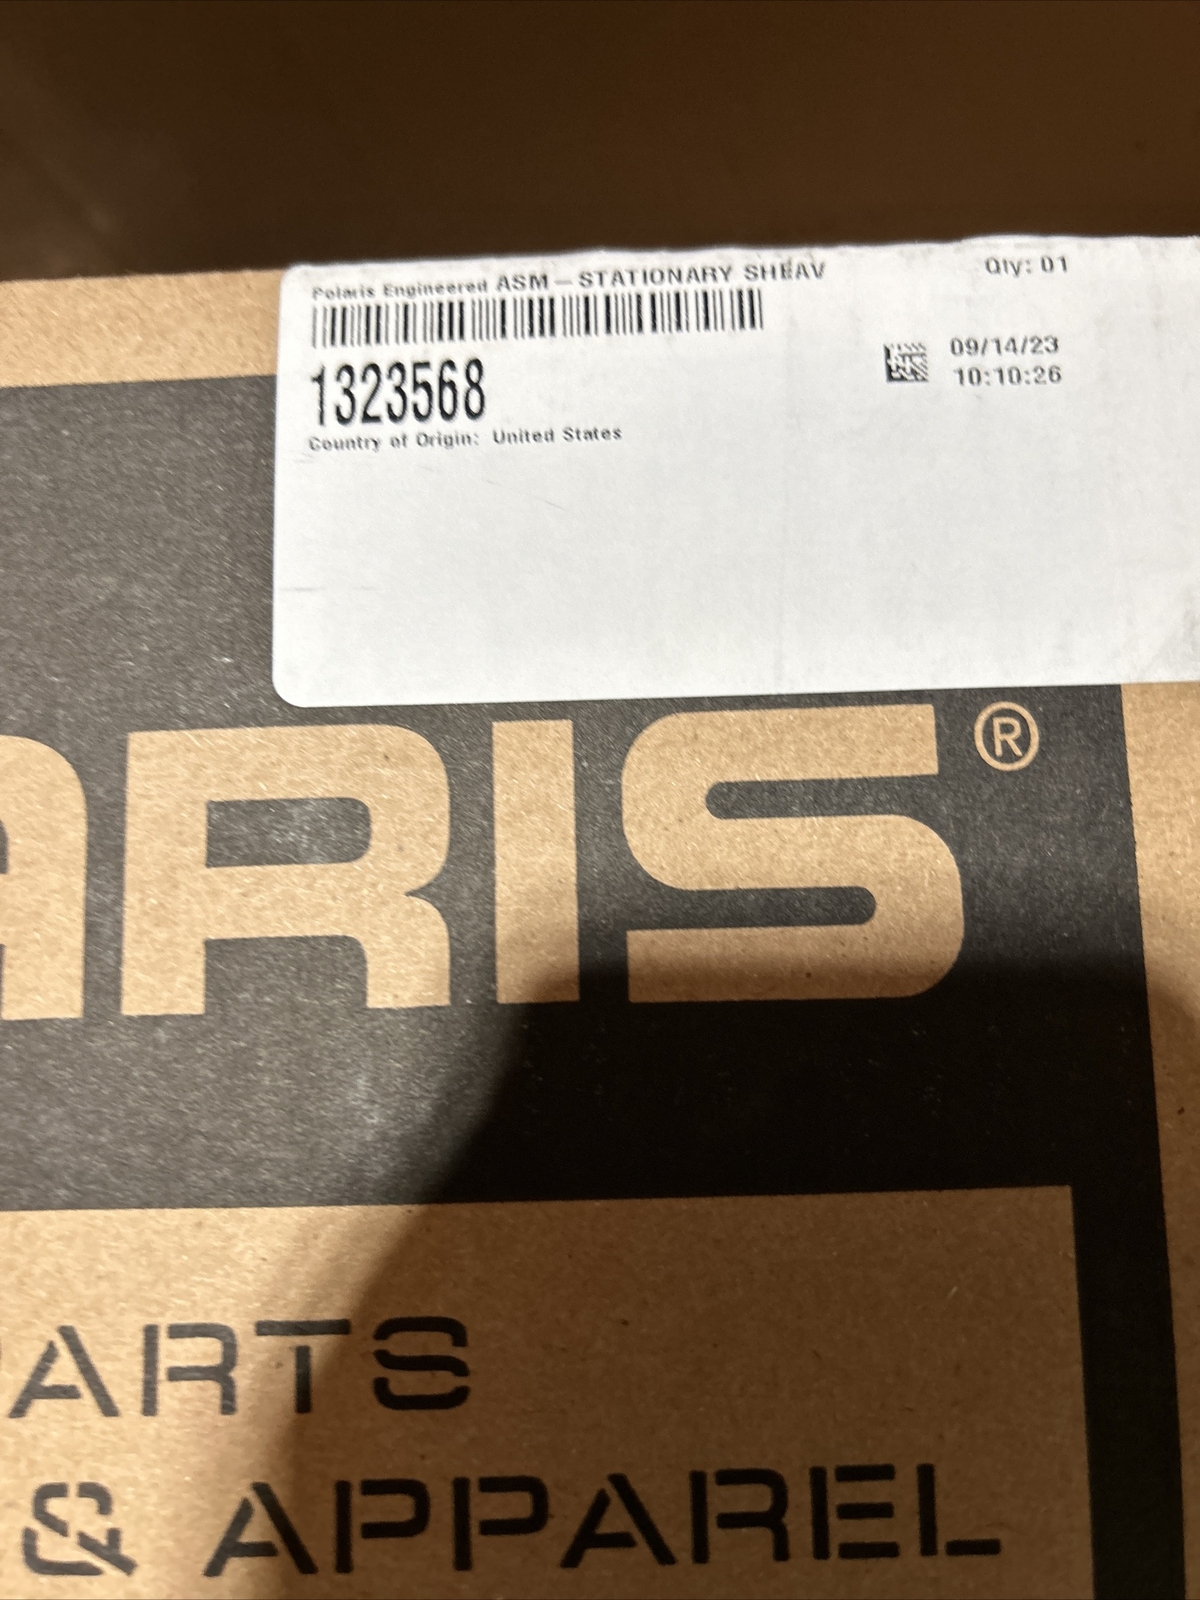 Polaris Engineered ASM-STATIONARY SHEAV
Qty: 01
1323568
09/14/23
10:10:26
Country of Origin: United States
ARIS®
PARTS
& APPAREL